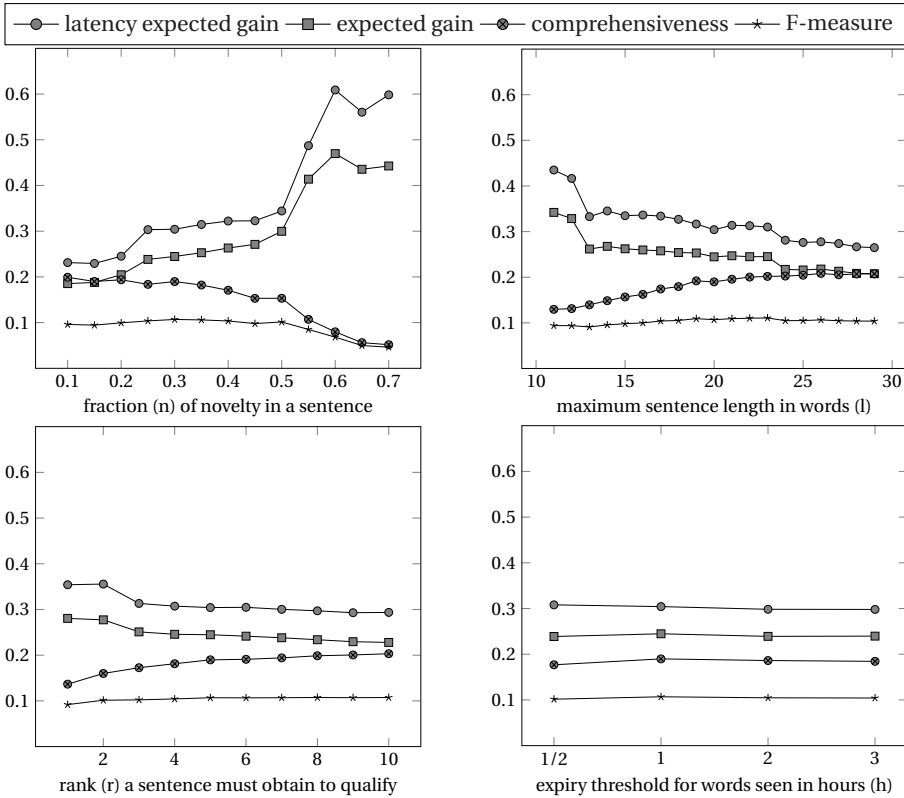 latency expected gain expected gain comprehensiveness F-measure
0.6
0.5
0.4
0.3
0.2
0.1
0.1 0.2 0.3 0.4 0.5 0.6 0.7
fraction (n) of novelty in a sentence
0.6
0.5
0.4
0.3
0.2
0.1
10 15 20 25 30
maximum sentence length in words (l)
0.6
0.5
0.4
0.3
0.2
0.1
2 4 6 8 10
rank (r) a sentence must obtain to qualify
0.6
0.5
0.4
0.3
0.2
0.1
1/2 1 2 3
expiry threshold for words seen in hours (h)